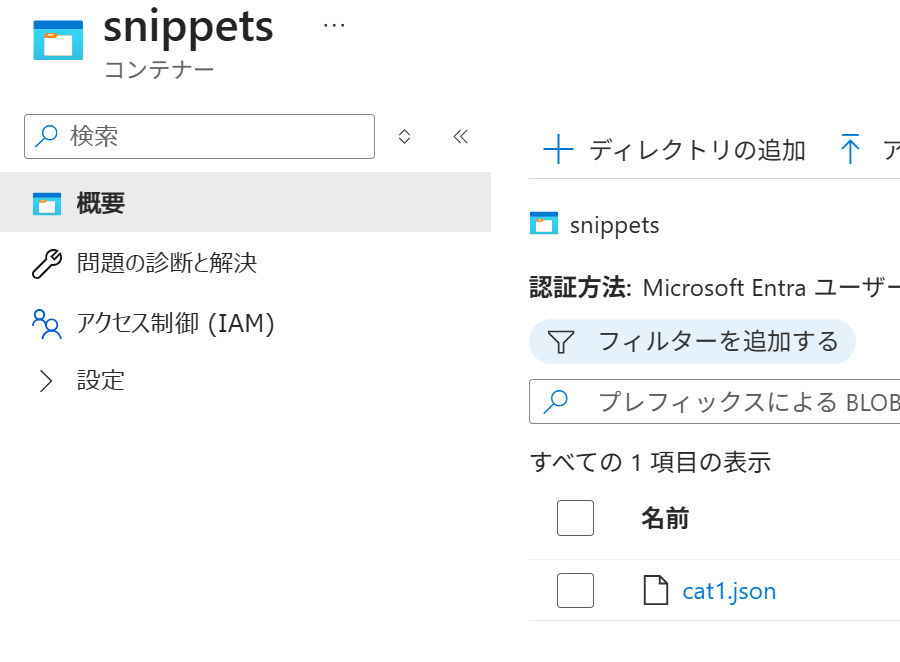 snippets
コンテナー
検索
概要
問題の診断と解決
アクセス制御 (IAM)
設定
ディレクトリの追加
snippets
認証方法: Microsoft Entra ユーザー
フィルターを追加する
プレフィックスによる BLOB
すべての 1 項目の表示
名前
cat1.json